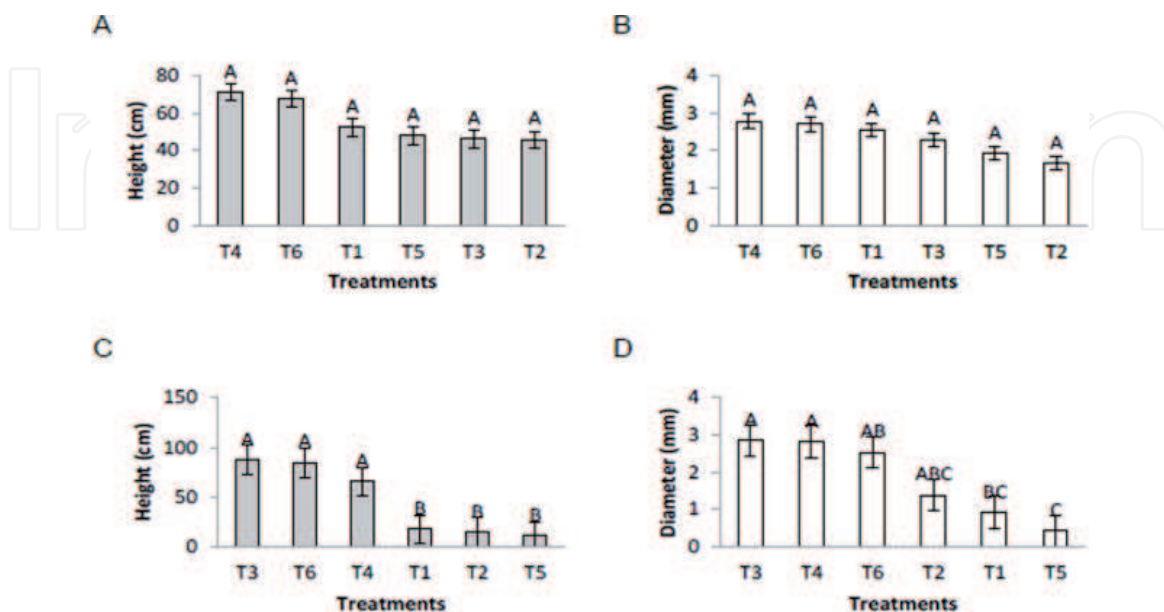 A
Height (cm)
80
60
40
20
0
A A A A A A
T4 T6 T1 T5 T3 T2
Treatments
B
Diameter (mm)
4
3
2
1
0
A A A A A A
T4 T6 T1 T3 T5 T2
Treatments
C
Height (cm)
150
100
50
0
A A A B B B
T3 T6 T4 T1 T2 T5
Treatments
D
Diameter (mm)
4
3
2
1
0
A A AB ABC BC C
T3 T4 T6 T2 T1 T5
Treatments